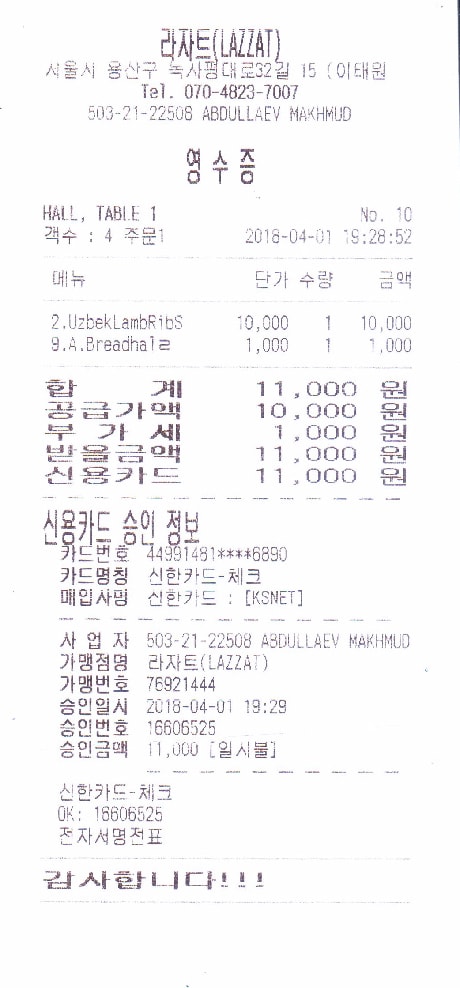 라자트(LAZZAT)
서울시 용산구 녹사평대로32길 15 (이태원
Tel. 070-4823-7007
503-21-22508 ABDULLAEV MAKHMUD
영수증
HALL, TABLE 1 No. 10
객수 : 4 주문1 2018-04-01 19:28:52
메뉴 단가 수량 금액
2.UzbekLambRibS 10,000 1 10,000
9.A.Breadhalㄹ 1,000 1 1,000
합 계 11,000 원
공급가액 10,000 원
부 가 세 1,000 원
받을금액 11,000 원
신용카드 11,000 원
신용카드 승인 정보
카드번호 44991481****6890
카드명칭 신한카드-체크
매입사명 신한카드 : [KSNET]
사 업 자 503-21-22508 ABDULLAEV MAKHMUD
가맹점명 라자트(LAZZAT)
가맹번호 76921444
승인일시 2018-04-01 19:29
승인번호 16606525
승인금액 11,000 [일시불]
신한카드-체크
OK: 16606525
전자서명전표
감사합니다!!!